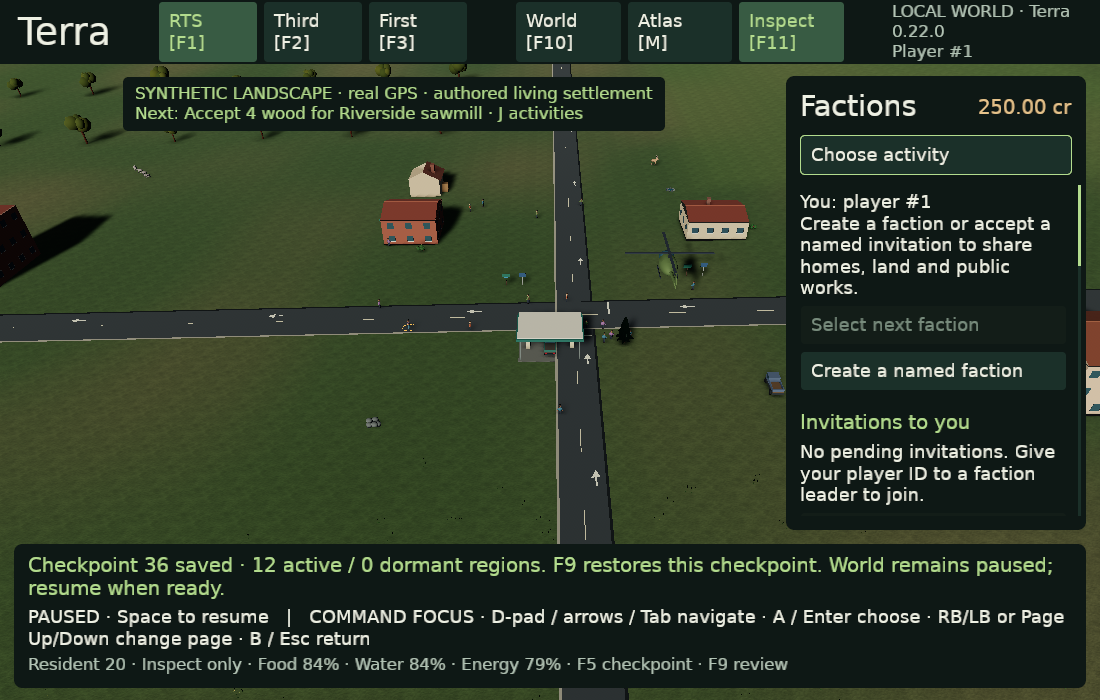 Terra
RTS
[F1]
Third
[F2]
First
[F3]
World
[F10]
Atlas
[M]
Inspect
[F11]
LOCAL WORLD · Terra
0.22.0
Player #1
SYNTHETIC LANDSCAPE · real GPS · authored living settlement
Next: Accept 4 wood for Riverside sawmill · J activities
Factions
250.00 cr
Choose activity
You: player #1
Create a faction or accept a
named invitation to share
homes, land and public
works.
Select next faction
Create a named faction
Invitations to you
No pending invitations. Give
your player ID to a faction
leader to join.
Checkpoint 36 saved · 12 active / 0 dormant regions. F9 restores this checkpoint. World remains paused;
resume when ready.
PAUSED · Space to resume | COMMAND FOCUS · D-pad / arrows / Tab navigate · A / Enter choose · RB/LB or Page
Up/Down change page · B / Esc return
Resident 20 · Inspect only · Food 84% · Water 84% · Energy 79% · F5 checkpoint · F9 review